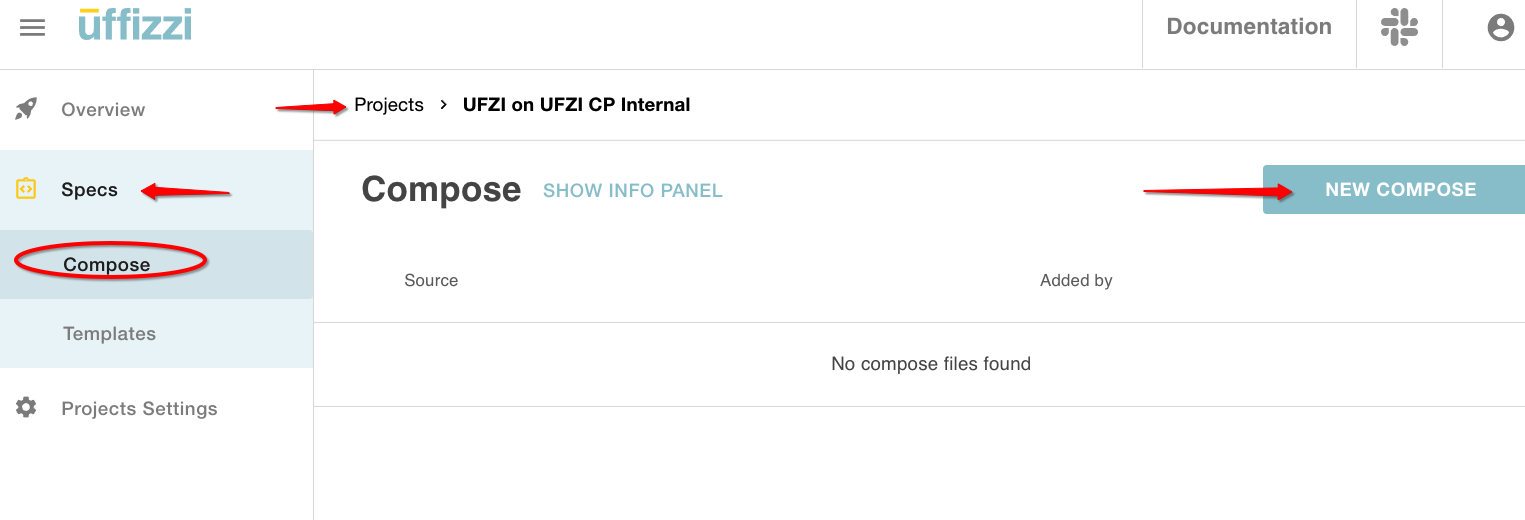 uffizzi
Documentation
Overview
Projects > UFZI on UFZI CP Internal
Specs
Compose SHOW INFO PANEL
NEW COMPOSE
Compose
Source
Added by
Templates
No compose files found
Projects Settings